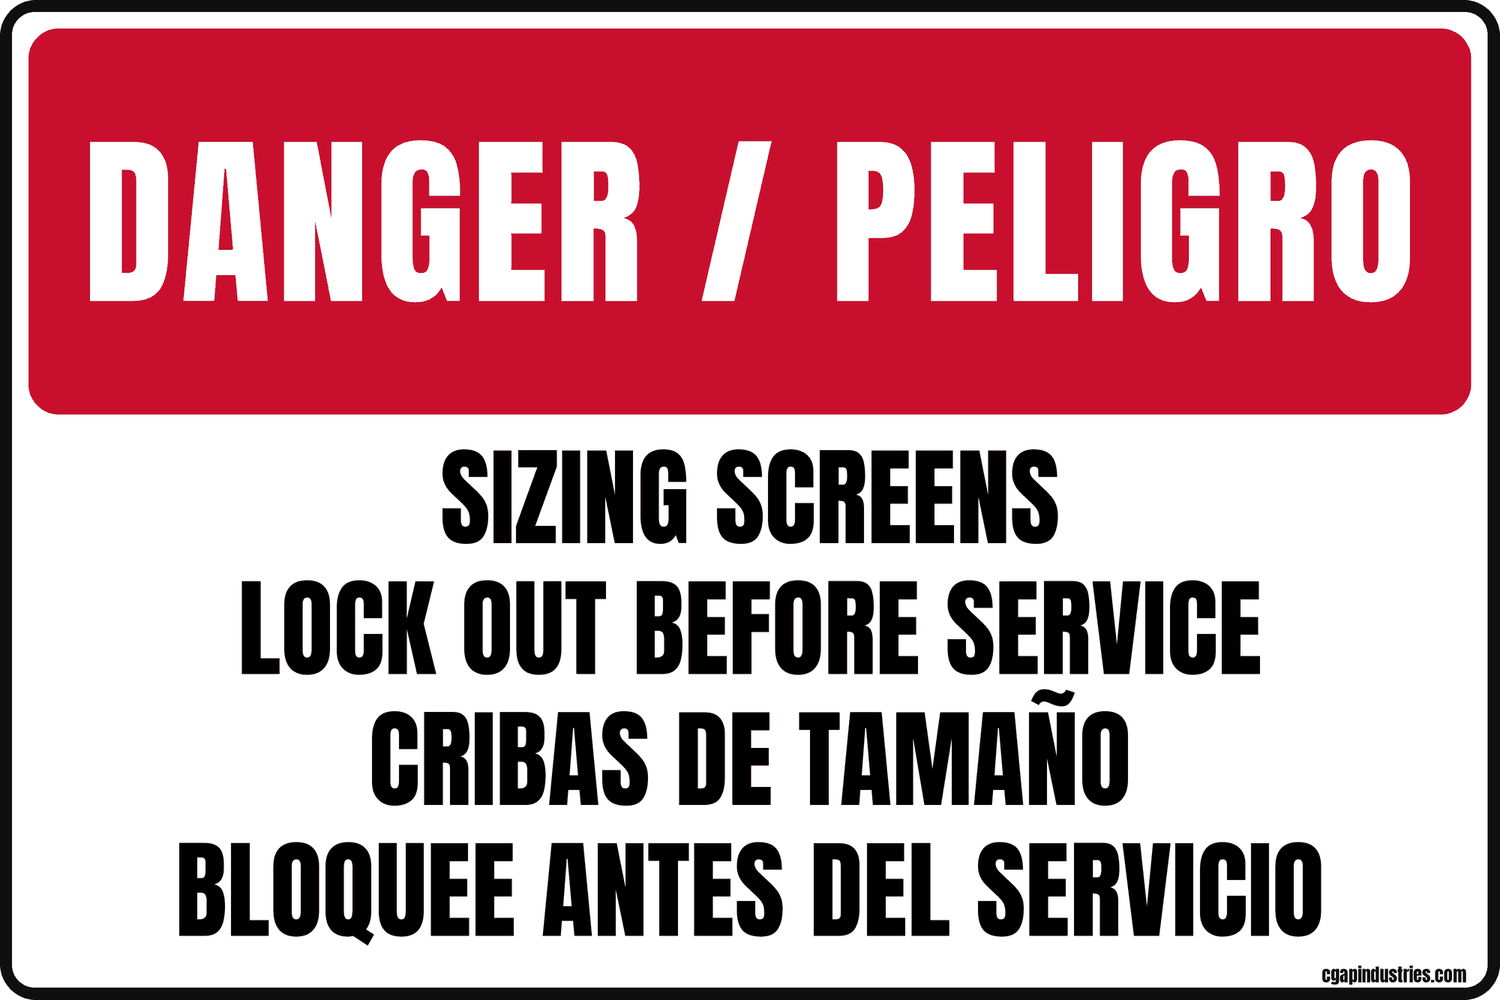 DANGER / PELIGRO
SIZING SCREENS
LOCK OUT BEFORE SERVICE
CRIBAS DE TAMAÑO
BLOQUEE ANTES DEL SERVICIO
cgapindustries.com